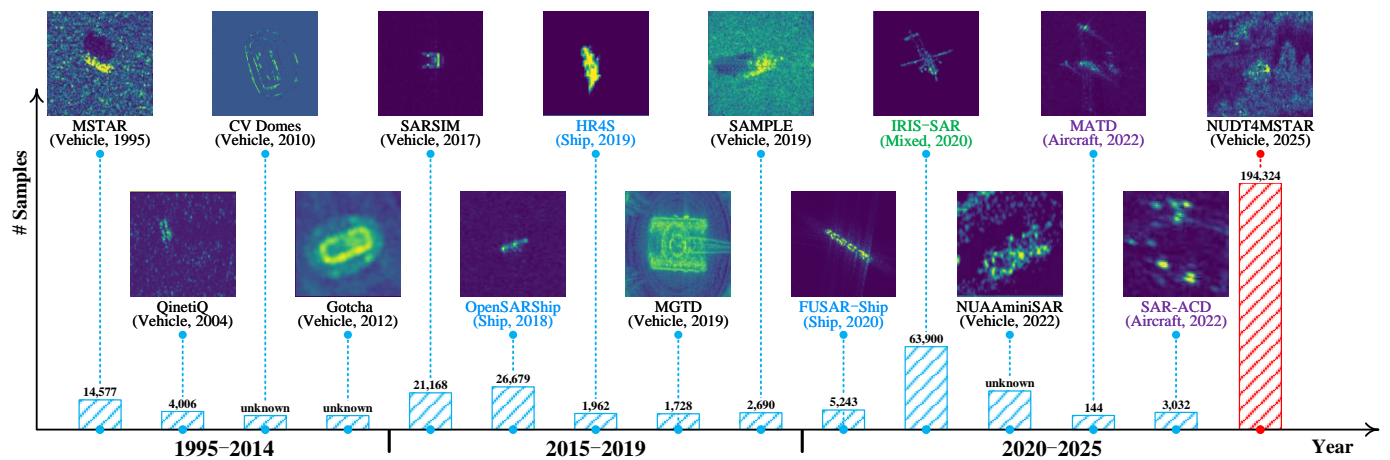 MSTAR
(Vehicle, 1995)
CV Domes
(Vehicle, 2010)
SARSIM
(Vehicle, 2017)
HR4S
(Ship, 2019)
SAMPLE
(Vehicle, 2019)
IRIS-SAR
(Mixed, 2020)
MATD
(Aircraft, 2022)
NUDT4MSTAR
(Vehicle, 2025)
# Samples
QinetiQ
(Vehicle, 2004)
Gotcha
(Vehicle, 2012)
OpenSARShip
(Ship, 2018)
MGTD
(Vehicle, 2019)
FUSAR-Ship
(Ship, 2020)
NUAAminiSAR
(Vehicle, 2022)
SAR-ACD
(Aircraft, 2022)
14,577
4,006
unknown
unknown
21,168
26,679
1,962
1,728
2,690
5,243
63,900
unknown
144
3,032
194,324
1995-2014
2015-2019
2020-2025
Year